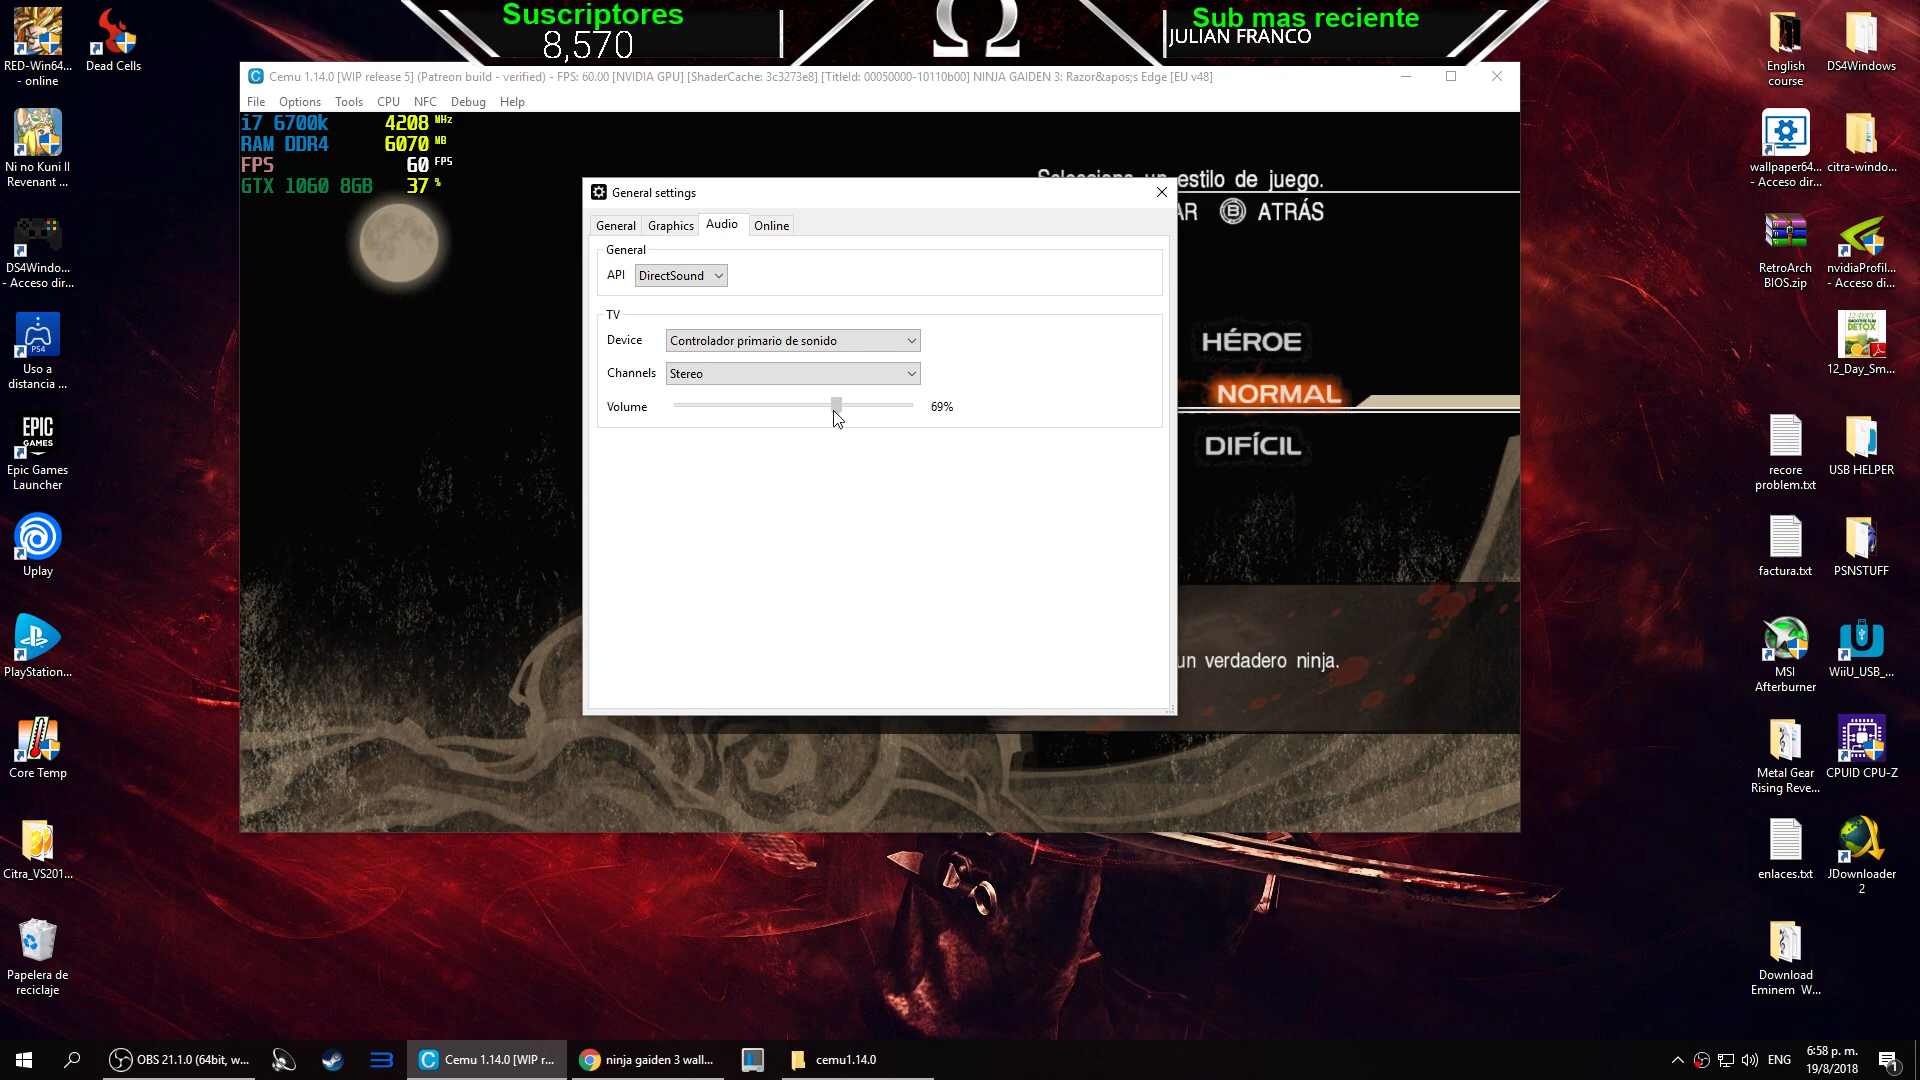 Suscriptores
8,570
Sub mas reciente
JULIAN FRANCO
RED-Win64...
- online
Dead Cells
Ni no Kuni II
Revenant ...
DS4Windo...
- Acceso dir...
Uso a
distancia ...
Epic Games
Launcher
Uplay
PlayStation...
Core Temp
Citra_VS201...
Papelera de
reciclaje
Cemu 1.14.0 [WIP release 5] (Patreon build - verified) - FPS: 60.00 [NVIDIA GPU] [ShaderCache: 3c3273e8] [TitleId: 00050000-10110b00] NINJA GAIDEN 3: Razor&apos;s Edge [EU v48]
File Options Tools CPU NFC Debug Help
i7 6700k 4208 MHz
RAM DDR4 6070 MB
FPS 60 FPS
GTX 1060 8GB 37 %
General settings
General Graphics Audio Online
General
API DirectSound
TV
Device Controlador primario de sonido
Channels Stereo
Volume 69%
estilo de juego.
AR B ATRÁS
HÉROE
NORMAL
DIFÍCIL
un verdadero ninja.
English
course
DS4Windows
wallpaper64...
- Acceso dir...
citra-windo...
RetroArch
BIOS.zip
nvidiaProfil...
- Acceso di...
DETOX
12_Day_Sm...
recore
problem.txt
USB HELPER
factura.txt
PSNSTUFF
MSI
Afterburner
WiiU_USB_...
Metal Gear
Rising Reve...
CPUID CPU-Z
enlaces.txt
JDownloader
2
Download
Eminem W...
EPIC
GAMES
PS4
OBS 21.1.0 (64bit, w...
Cemu 1.14.0 [WIP r...
ninja gaiden 3 wall...
cemu1.14.0
ENG
6:58 p. m.
19/8/2018
1